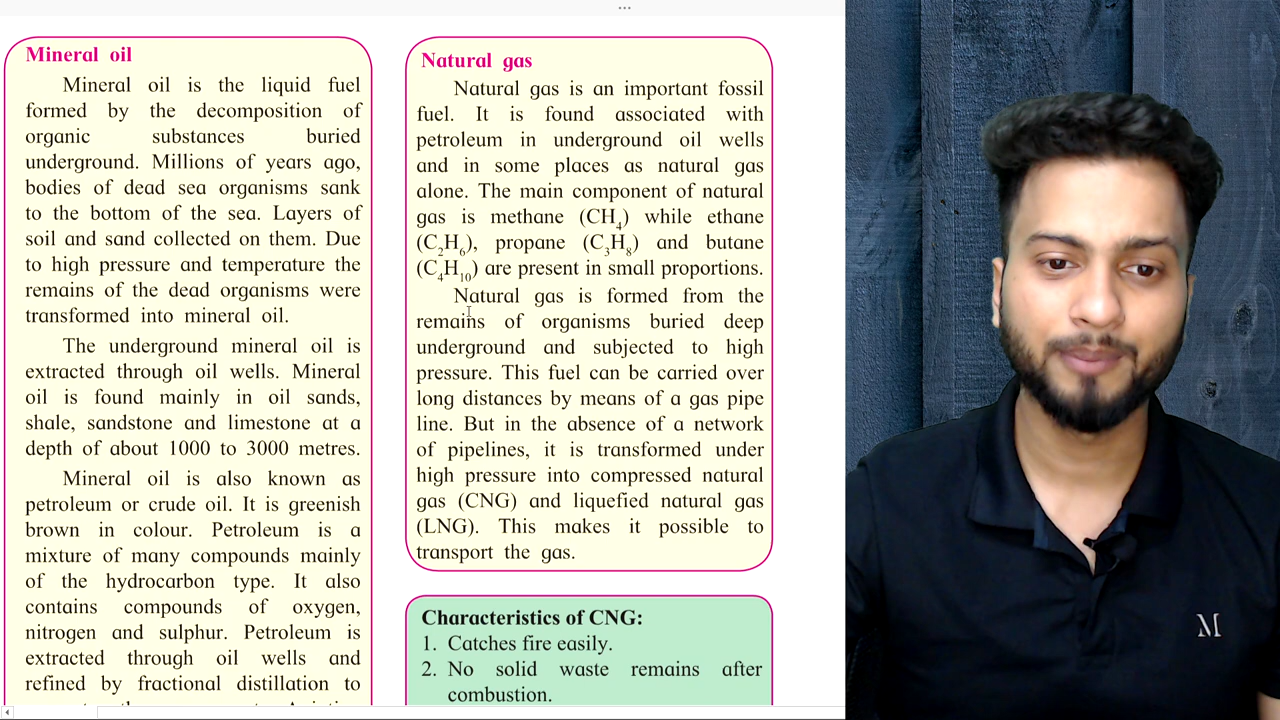 Mineral oil
Mineral oil is the liquid fuel
formed by the decomposition of
organic substances buried
underground. Millions of years ago,
bodies of dead sea organisms sank
to the bottom of the sea. Layers of
soil and sand collected on them. Due
to high pressure and temperature the
remains of the dead organisms were
transformed into mineral oil.
The underground mineral oil is
extracted through oil wells. Mineral
oil is found mainly in oil sands,
shale, sandstone and limestone at a
depth of about 1000 to 3000 metres.
Mineral oil is also known as
petroleum or crude oil. It is greenish
brown in colour. Petroleum is a
mixture of many compounds mainly
of the hydrocarbon type. It also
contains compounds of oxygen,
nitrogen and sulphur. Petroleum is
extracted through oil wells and
refined by fractional distillation to
Natural gas
Natural gas is an important fossil
fuel. It is found associated with
petroleum in underground oil wells
and in some places as natural gas
alone. The main component of natural
gas is methane (CH₄) while ethane
(C₂H₆), propane (C₃H₈) and butane
(C₄H₁₀) are present in small proportions.
Natural gas is formed from the
remains of organisms buried deep
underground and subjected to high
pressure. This fuel can be carried over
long distances by means of a gas pipe
line. But in the absence of a network
of pipelines, it is transformed under
high pressure into compressed natural
gas (CNG) and liquefied natural gas
(LNG). This makes it possible to
transport the gas.
Characteristics of CNG:
1. Catches fire easily.
2. No solid waste remains after
combustion.
M